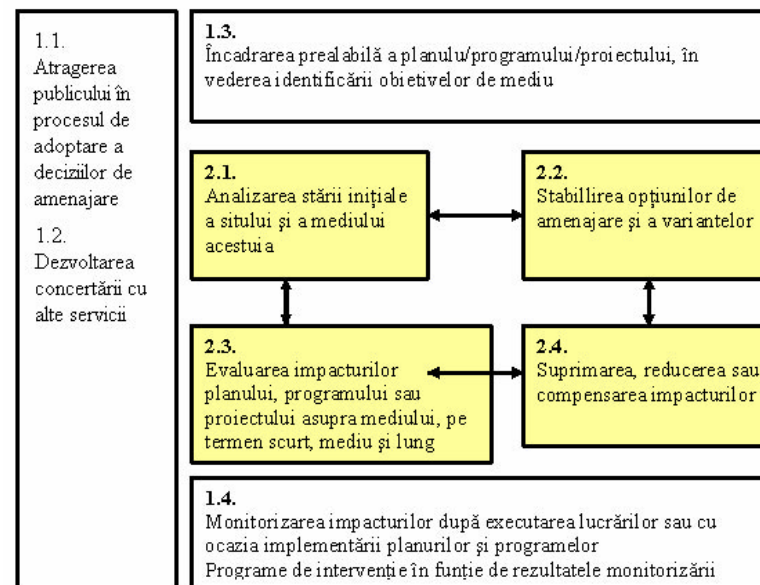 1.1.
Atragerea
publicului în
procesul de
adoptare a
deciziilor de
amenajare
1.2.
Dezvoltarea
concertării cu
alte servicii
1.3.
Încadrarea prealabilă a planulu/programului/proiectului, în
vederea identificării obietivelor de mediu
2.1.
Analizarea stării iniţiale
a sitului şi a mediului
acestuia
2.2.
Stabillirea opţiunilor de
amenajare şi a variantelor
2.3.
Evaluarea impacturilor
planului, programului sau
proiectului asupra mediului, pe
termen scurt, mediu şi lung
2.4.
Suprimarea, reducerea sau
compensarea impacturilor
1.4.
Monitorizarea impacturilor după executarea lucrărilor sau cu
ocazia implementării planurilor şi programelor
Programe de intervenţie în funţie de rezultatele monitorizării